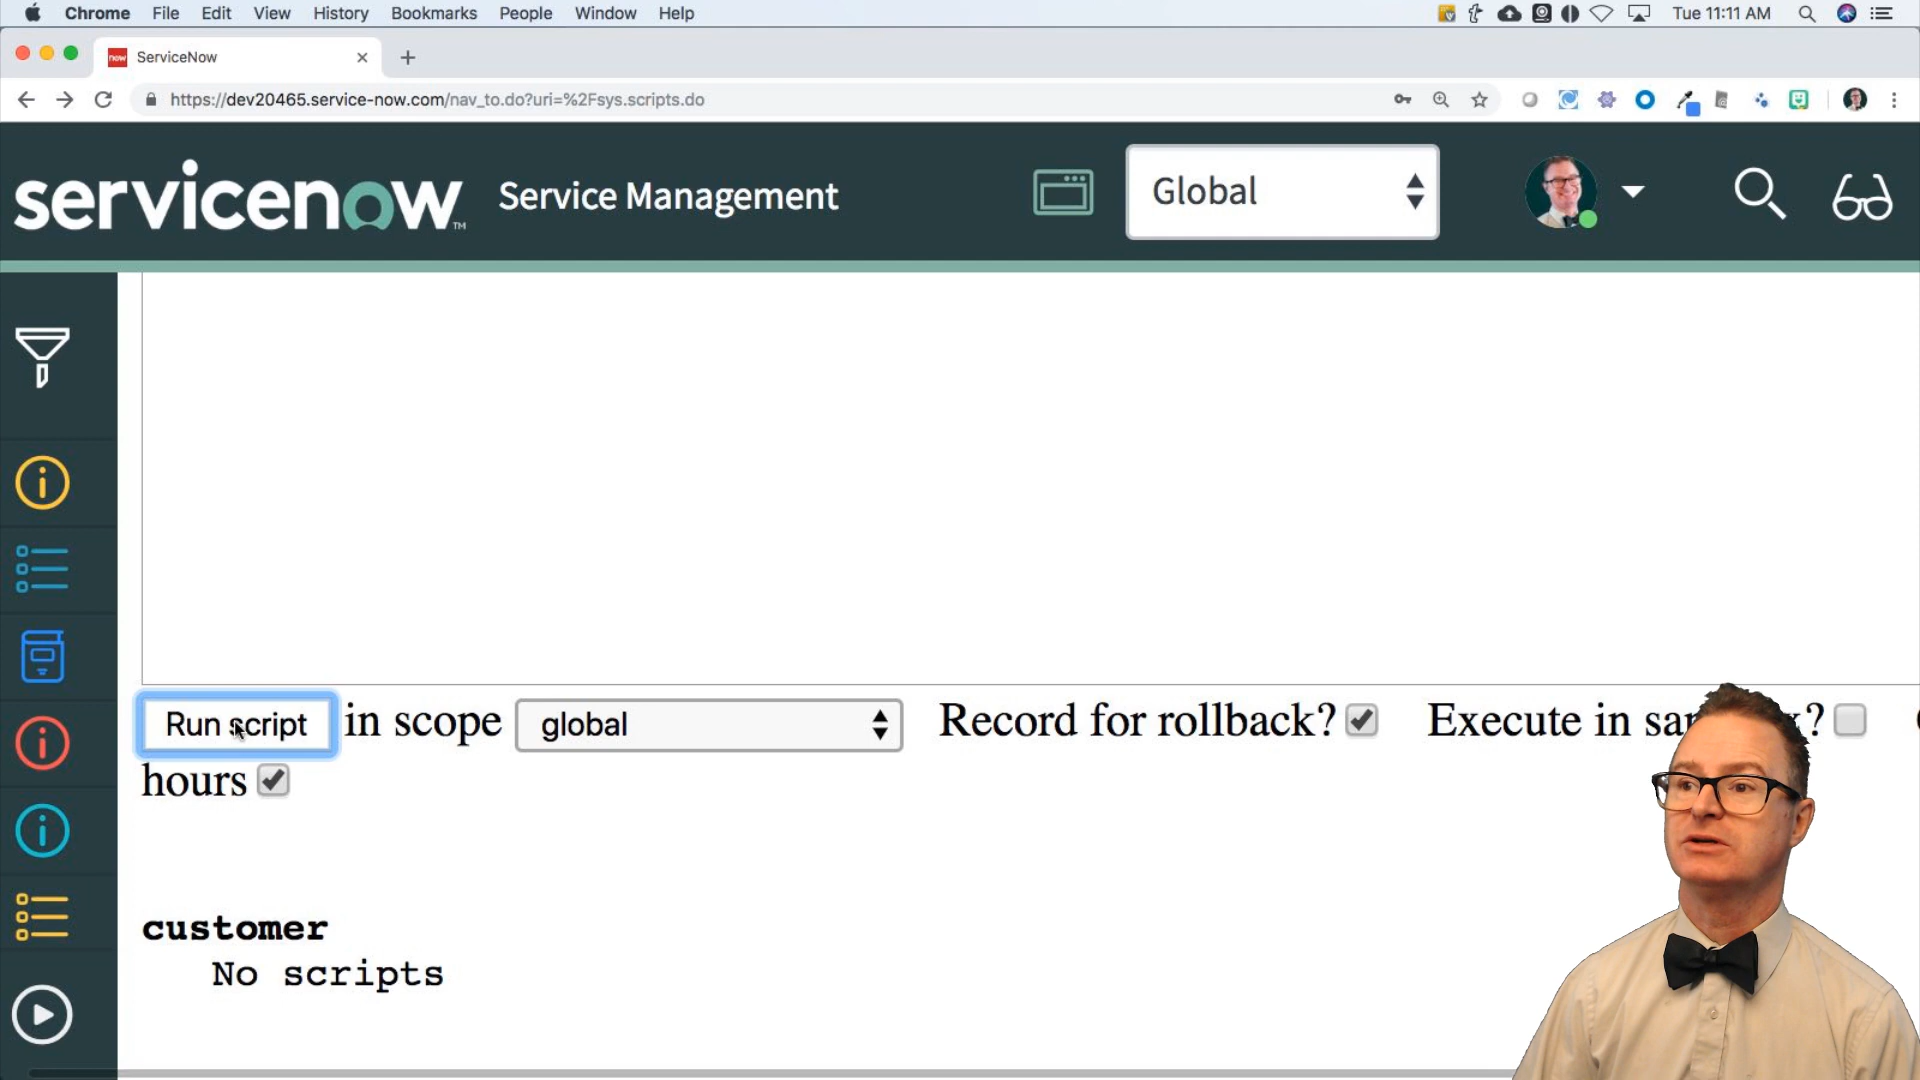 Chrome File Edit View History Bookmarks People Window Help Tue 11:11 AM
now ServiceNow
https://dev20465.service-now.com/nav_to.do?uri=%2Fsys.scripts.do
servicenow™ Service Management Global
Run script in scope global Record for rollback? Execute in ?
hours
customer
No scripts